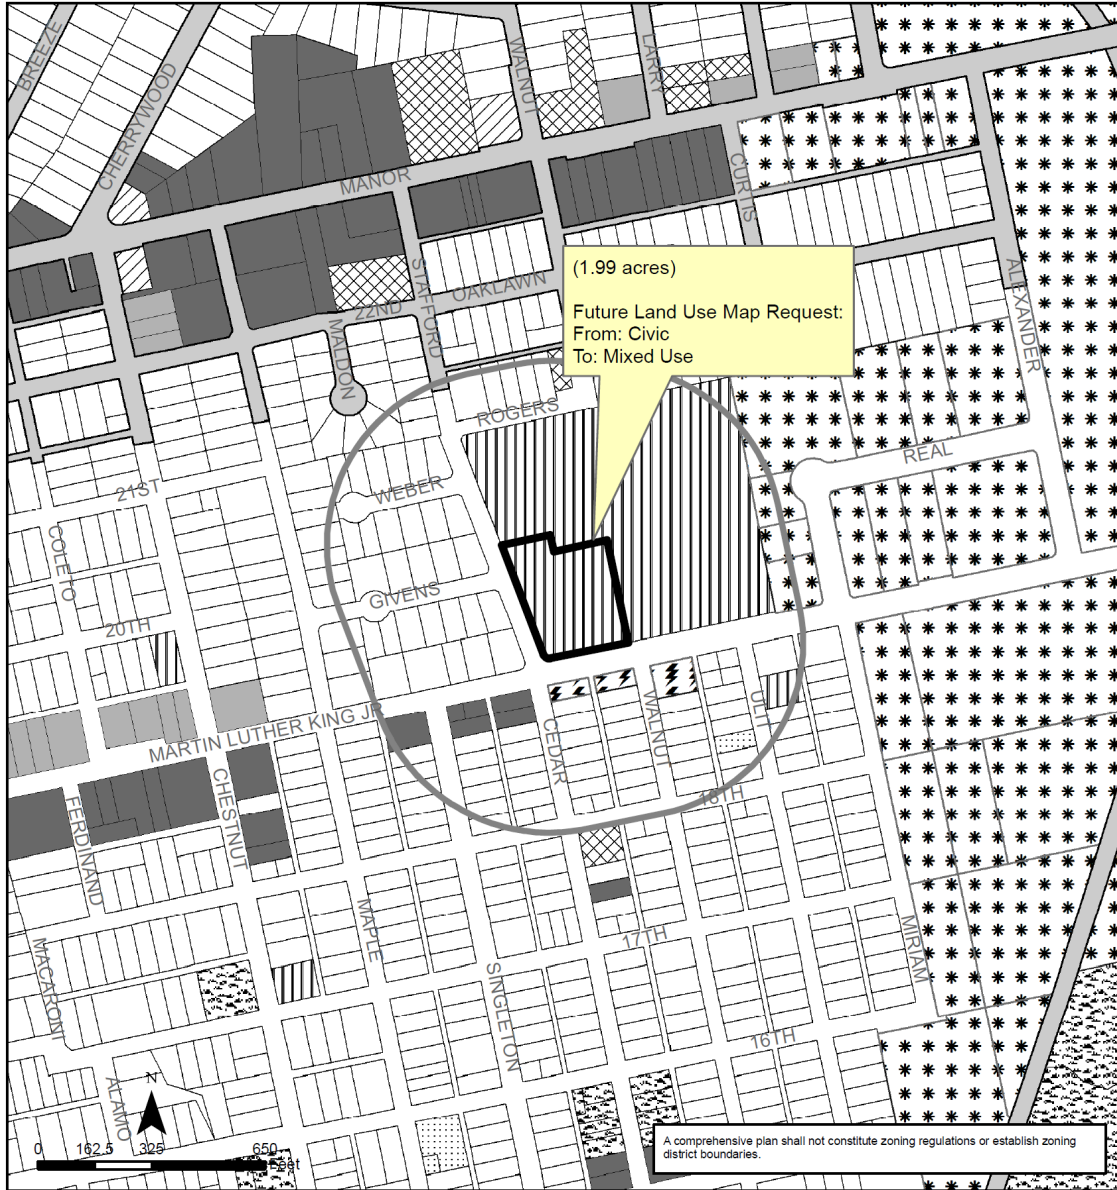 BREEZE
CHERRYWOOD
WALNUT
LARRY
MANOR
CURTIS
STAFFORD
OAKLAWN
22ND
MALDON
ALEXANDER
(1.99 acres)
Future Land Use Map Request:
From: Civic
To: Mixed Use
ROGERS
REAL
WEBER
21ST
COLETO
GIVENS
20TH
MARTIN LUTHER KING JR
CEDAR
WALNUT
ULIT
18TH
FERDINAND
CHESTNUT
MAPLE
17TH
MIRIAM
MACARONI
SNGLETON
16TH
ALAMO
N
0 162.5 325 650
Feet
A comprehensive plan shall not constitute zoning regulations or establish zoning
district boundaries.